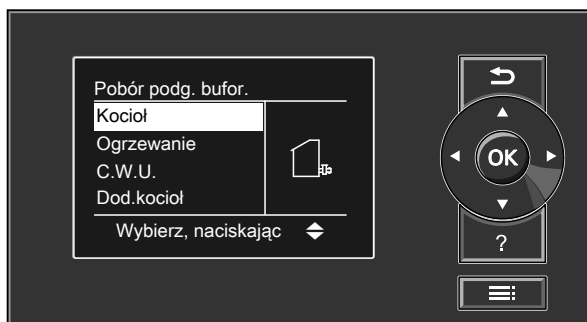 Pobór podg. bufor.
Kocioł
Ogrzewanie
C.W.U.
Dod.kocioł
Wybierz, naciskając
OK
?